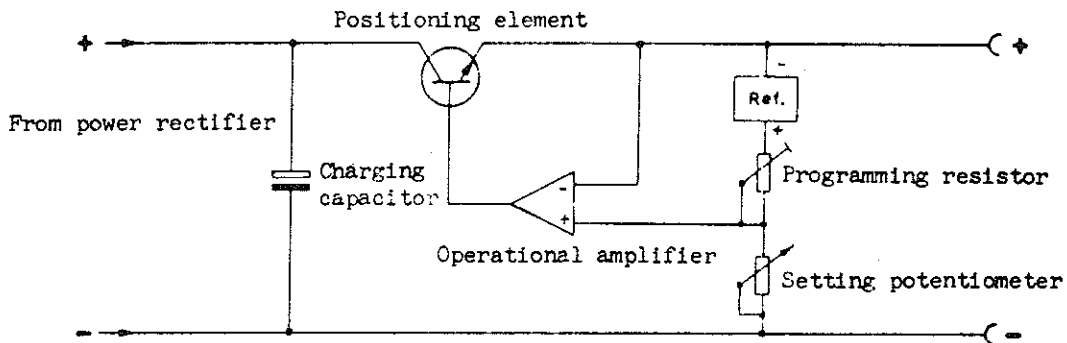 Positioning element
+
+
-
Ref.
+
From power rectifier
Charging
capacitor
-
+
Programming resistor
Operational amplifier
Setting potentiometer
-
-